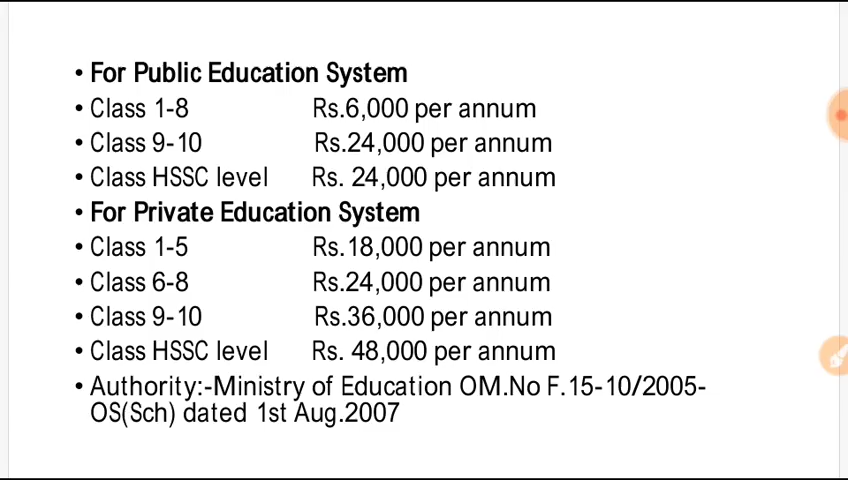 • For Public Education System
• Class 1-8 Rs.6,000 per annum
• Class 9-10 Rs.24,000 per annum
• Class HSSC level Rs. 24,000 per annum
• For Private Education System
• Class 1-5 Rs.18,000 per annum
• Class 6-8 Rs.24,000 per annum
• Class 9-10 Rs.36,000 per annum
• Class HSSC level Rs. 48,000 per annum
• Authority:-Ministry of Education OM.No F.15-10/2005-
OS(Sch) dated 1st Aug.2007